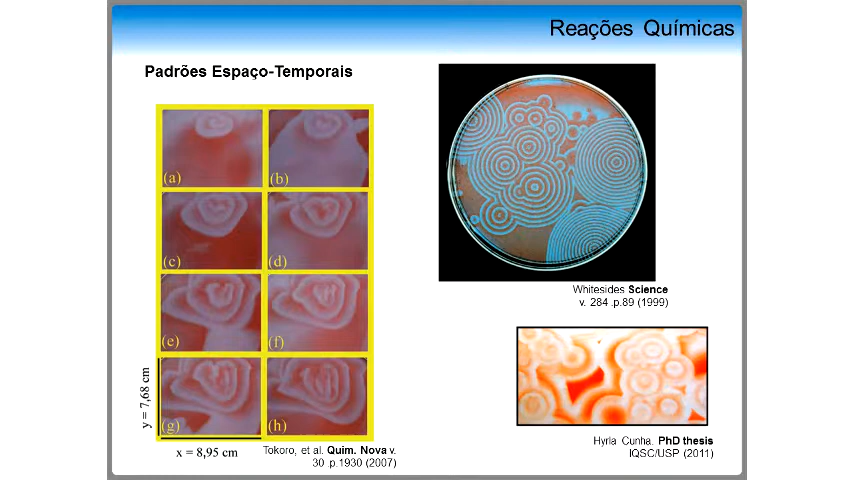 Reações Químicas
Padrões Espaço-Temporais
(a)
(b)
(c)
(d)
(e)
(f)
(g)
(h)
y = 7,68 cm
x = 8,95 cm
Tokoro, et al. Quim. Nova v.
30 .p.1930 (2007)
Whitesides Science
v. 284 .p.89 (1999)
Hyrla Cunha. PhD thesis
IQSC/USP (2011)